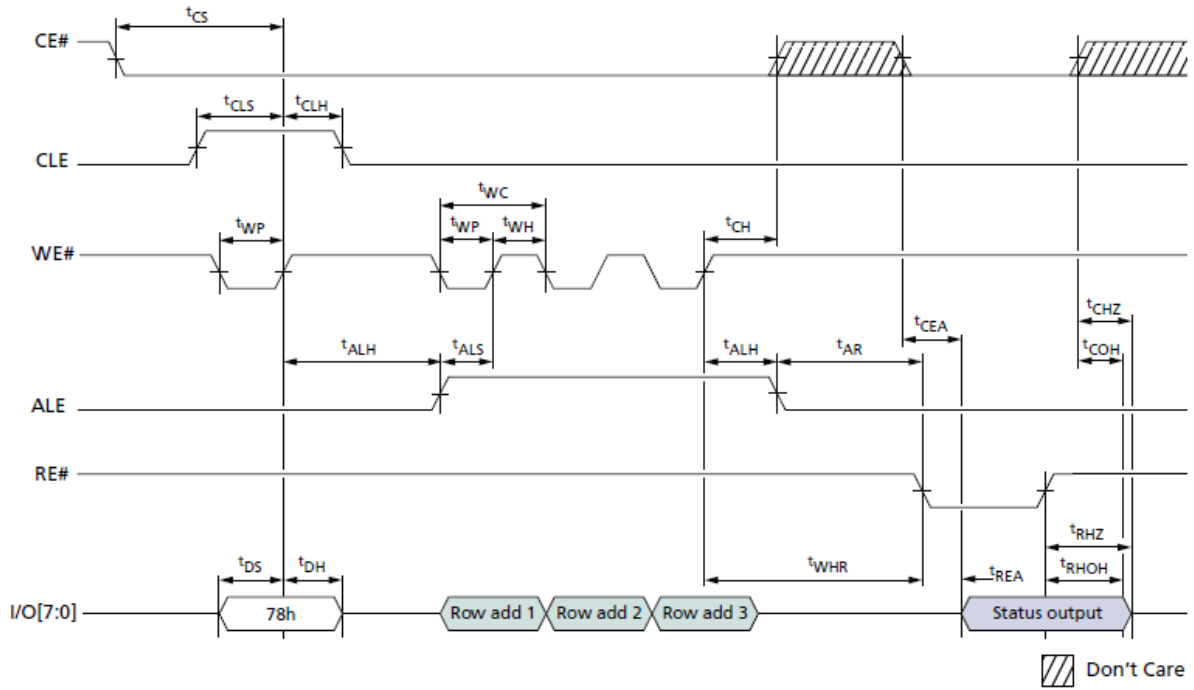 tCS
CE#
tCLS tCLH
CLE
tWC
tWP tWP tWH tCH
WE#
tCEA tCHZ
tALH tALS tALH tAR tCOH
ALE
RE#
tRHZ
tDS tDH tWHR tREA tRHOH
I/O[7:0] 78h Row add 1 Row add 2 Row add 3 Status output
Don't Care